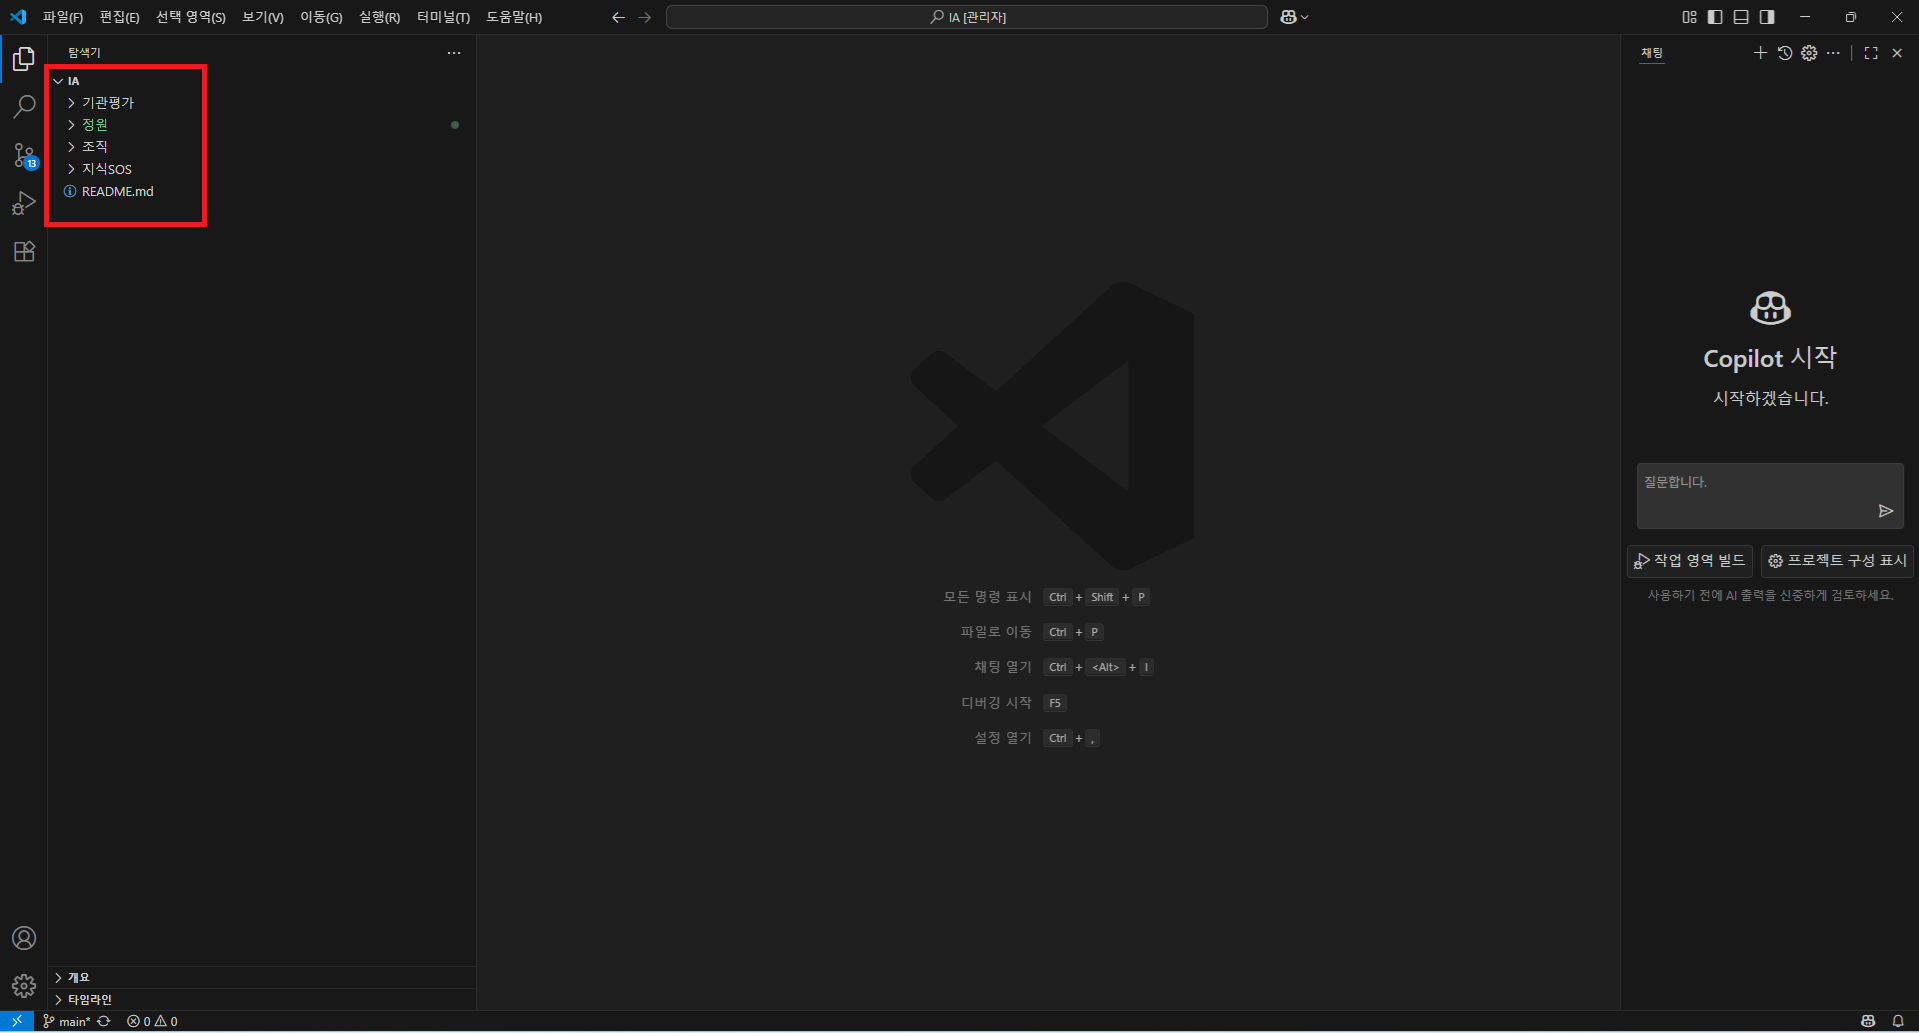 파일(F) 편집(E) 선택 영역(S) 보기(V) 이동(G) 실행(R) 터미널(T) 도움말(H) IA [관리자]
탐색기
IA
기관평가
정원
조직
지식SOS
README.md
13
모든 명령 표시 Ctrl + Shift + P
파일로 이동 Ctrl + P
채팅 열기 Ctrl + <Alt> + I
디버깅 시작 F5
설정 열기 Ctrl + ,
채팅
Copilot 시작
시작하겠습니다.
질문합니다.
작업 영역 빌드 프로젝트 구성 표시
사용하기 전에 AI 출력을 신중하게 검토하세요.
개요
타임라인
main* 0 0